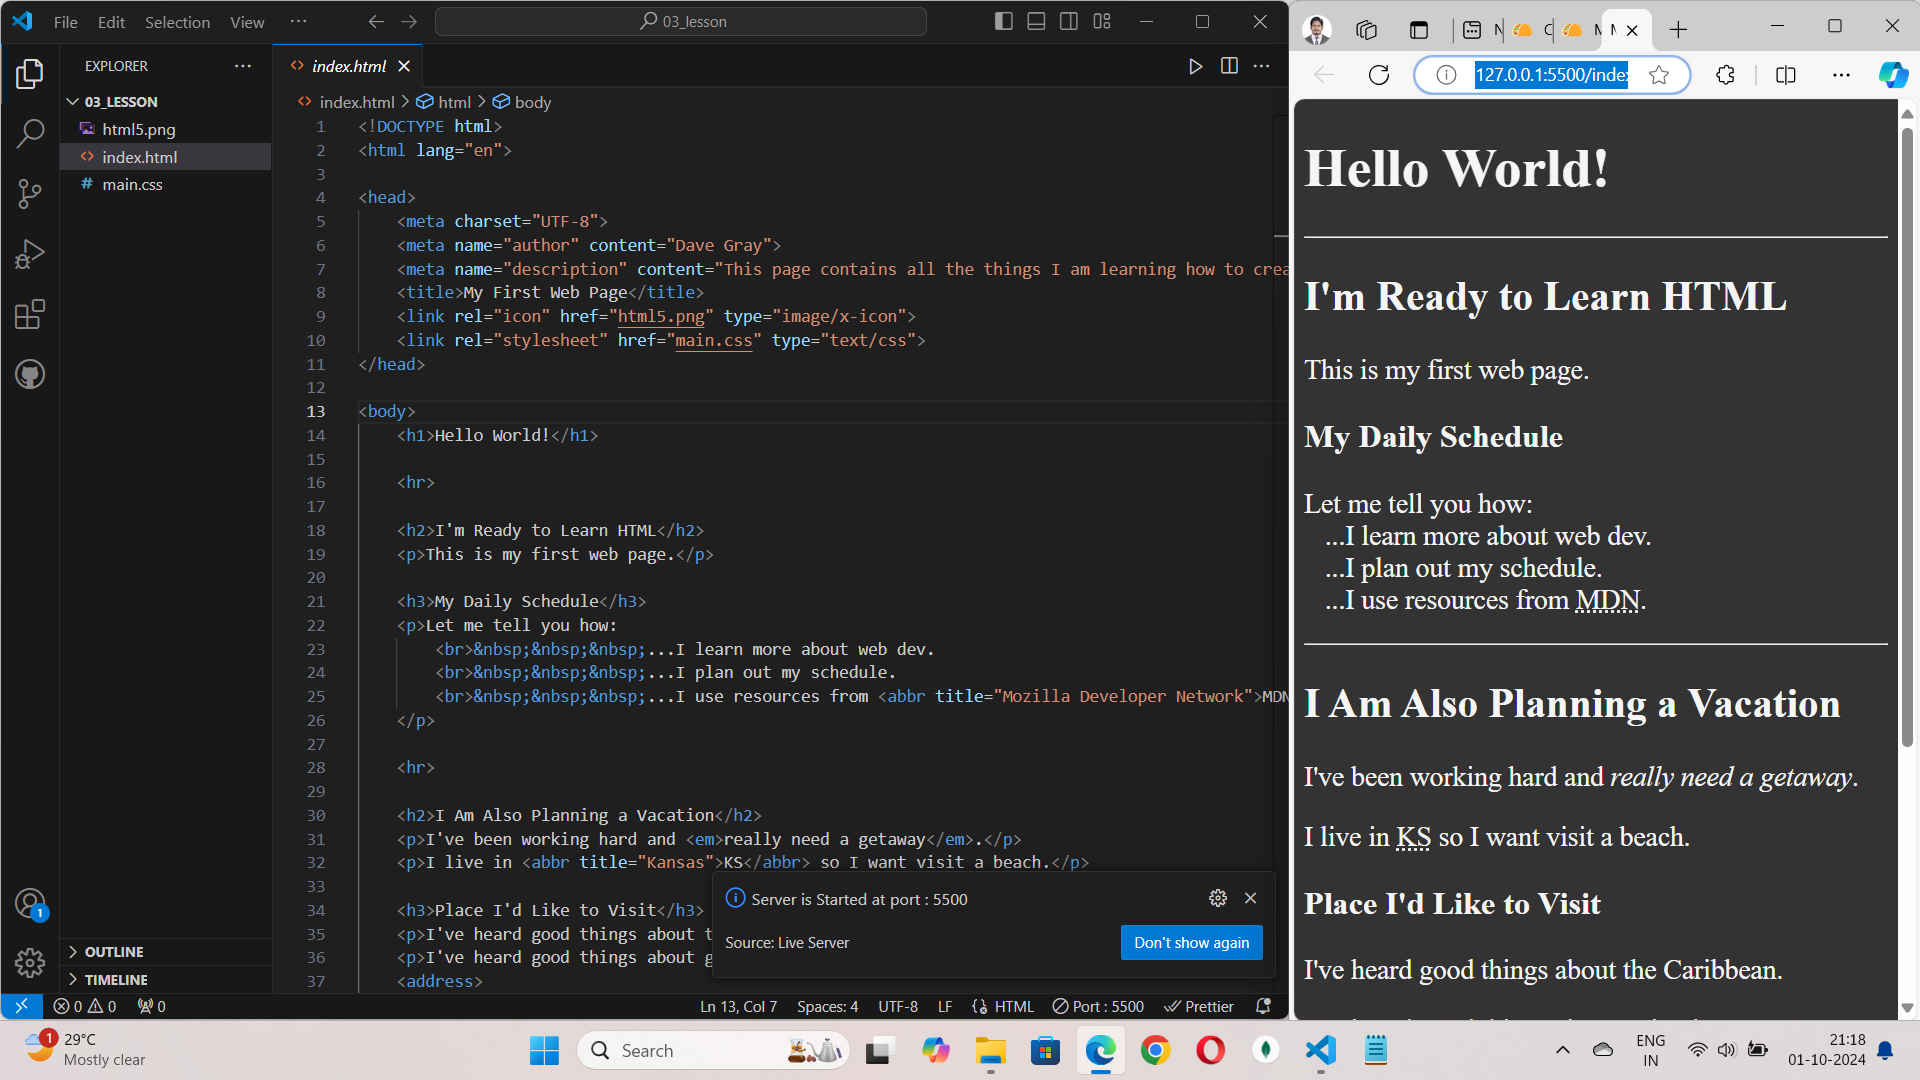 File Edit Selection View ··· 03_lesson
EXPLORER ···
03_LESSON
html5.png
index.html
main.css
OUTLINE
TIMELINE
index.html
index.html > html > body
1 <!DOCTYPE html>
2 <html lang="en">
3
4 <head>
5 <meta charset="UTF-8">
6 <meta name="author" content="Dave Gray">
7 <meta name="description" content="This page contains all the things I am learning how to crea
8 <title>My First Web Page</title>
9 <link rel="icon" href="html5.png" type="image/x-icon">
10 <link rel="stylesheet" href="main.css" type="text/css">
11 </head>
12
13 <body>
14 <h1>Hello World!</h1>
15
16 <hr>
17
18 <h2>I'm Ready to Learn HTML</h2>
19 <p>This is my first web page.</p>
20
21 <h3>My Daily Schedule</h3>
22 <p>Let me tell you how:
23 <br>&nbsp;&nbsp;&nbsp;...I learn more about web dev.
24 <br>&nbsp;&nbsp;&nbsp;...I plan out my schedule.
25 <br>&nbsp;&nbsp;&nbsp;...I use resources from <abbr title="Mozilla Developer Network">MDN
26 </p>
27
28 <hr>
29
30 <h2>I Am Also Planning a Vacation</h2>
31 <p>I've been working hard and <em>really need a getaway</em>.</p>
32 <p>I live in <abbr title="Kansas">KS</abbr> so I want visit a beach.</p>
33
34 <h3>Place I'd Like to Visit</h3>
35 <p>I've heard good things about t
36 <p>I've heard good things about g
37 <address>
Server is Started at port : 5500
Source: Live Server
Don't show again
1
0 0 0 Ln 13, Col 7 Spaces: 4 UTF-8 LF HTML Port : 5500 Prettier
N C M M
127.0.0.1:5500/inde
Hello World!
I'm Ready to Learn HTML
This is my first web page.
My Daily Schedule
Let me tell you how:
...I learn more about web dev.
...I plan out my schedule.
...I use resources from MDN.
I Am Also Planning a Vacation
I've been working hard and really need a getaway.
I live in KS so I want visit a beach.
Place I'd Like to Visit
I've heard good things about the Caribbean.
1
29°C
Mostly clear
Search
ENG
IN
21:18
01-10-2024